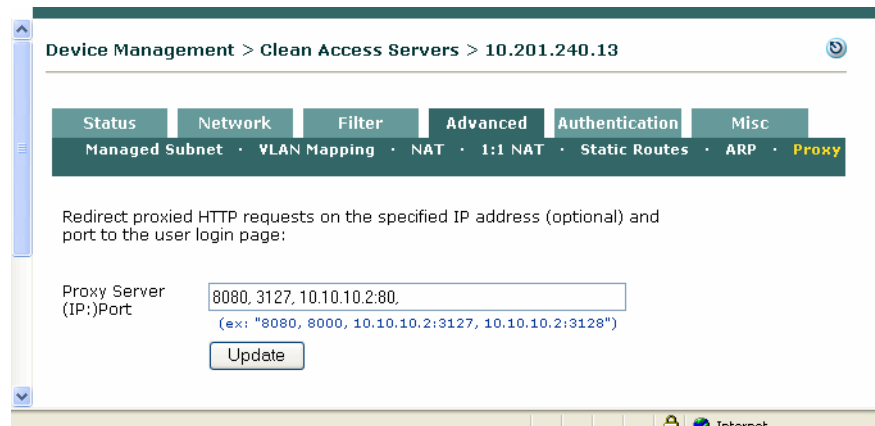 Device Management > Clean Access Servers > 10.201.240.13
Status Network Filter Advanced Authentication Misc
Managed Subnet · VLAN Mapping · NAT · 1:1 NAT · Static Routes · ARP · Proxy
Redirect proxied HTTP requests on the specified IP address (optional) and
port to the user login page:
Proxy Server
(IP:)Port
8080, 3127, 10.10.10.2:80,
(ex: "8080, 8000, 10.10.10.2:3127, 10.10.10.2:3128")
Update
Internet